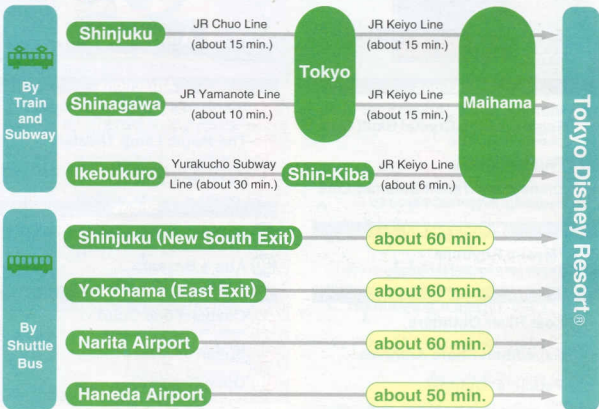 By
Train
and
Subway
Shinjuku
JR Chuo Line
(about 15 min.)
Tokyo
JR Keiyo Line
(about 15 min.)
Maihama
Shinagawa
JR Yamanote Line
(about 10 min.)
JR Keiyo Line
(about 15 min.)
Ikebukuro
Yurakucho Subway
Line (about 30 min.)
Shin-Kiba
JR Keiyo Line
(about 6 min.)
By
Shuttle
Bus
Shinjuku (New South Exit)
about 60 min.
Yokohama (East Exit)
about 60 min.
Narita Airport
about 60 min.
Haneda Airport
about 50 min.
Tokyo Disney Resort®